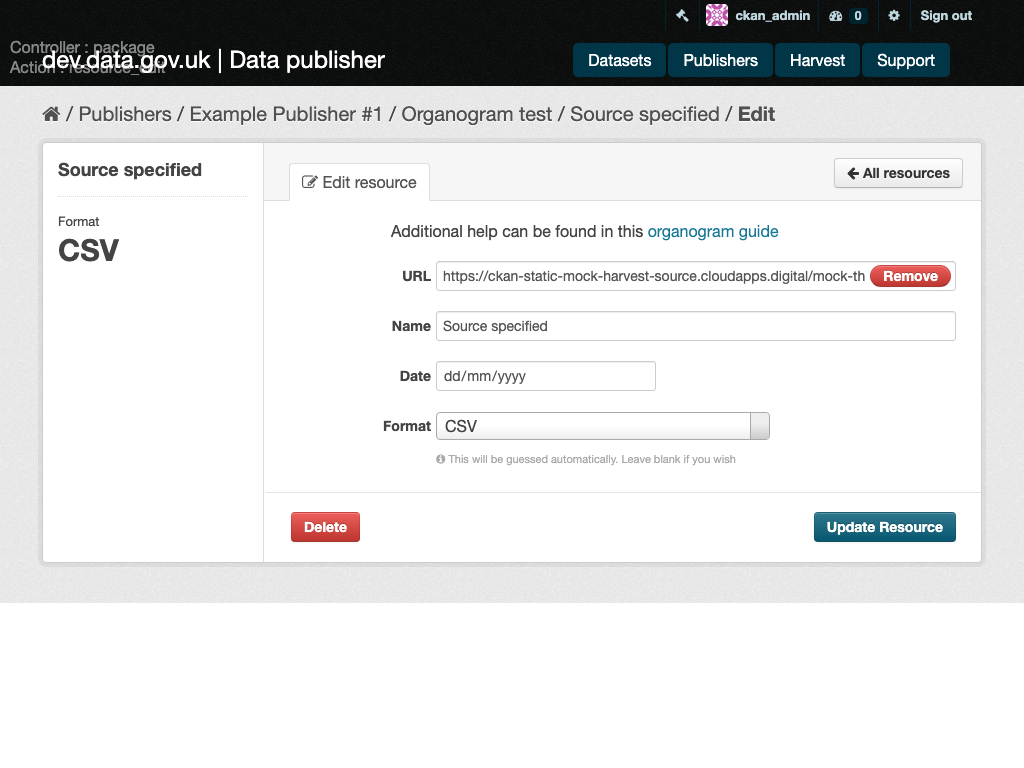 ckan_admin 0 Sign out
Controller : package
Action : resource_edit
dev.data.gov.uk | Data publisher
Datasets Publishers Harvest Support
/ Publishers / Example Publisher #1 / Organogram test / Source specified / Edit
Source specified
Format
CSV
Edit resource
All resources
Additional help can be found in this organogram guide
URL https://ckan-static-mock-harvest-source.cloudapps.digital/mock-th Remove
Name Source specified
Date dd/mm/yyyy
Format CSV
This will be guessed automatically. Leave blank if you wish
Delete Update Resource